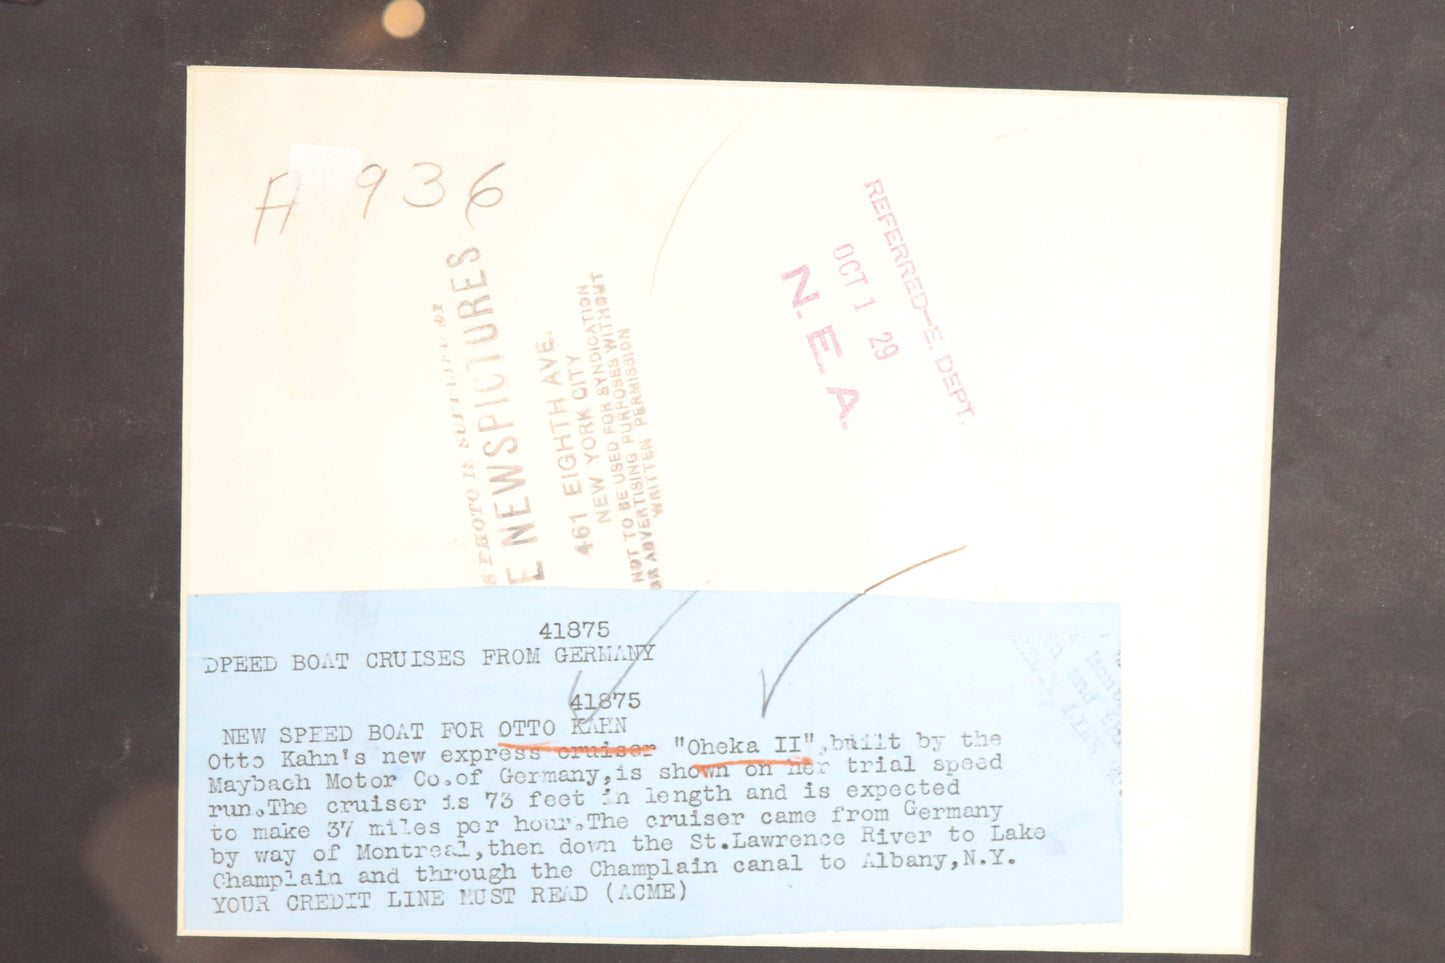 A 936
S PHOTO IS SUPPLIED BY
E NEWSPICTURES
461 EIGHTH AVE.
NEW YORK CITY
NEW YORK FOR SYNDICATION
NOT TO BE USED FOR PURPOSES WITHOUT
OR ADVERTISING PURPOSES
WRITTEN PERMISSION
REFERRED—E. DEPT.
OCT 1 29
N. E. A.
41875
DPEED BOAT CRUISES FROM GERMANY
41875
NEW SPEED BOAT FOR OTTO KAHN
Otto Kahn's new express cruiser "Oheka II",built by the
Maybach Motor Co.of Germany,is shown on her trial speed
run.The cruiser is 73 feet in length and is expected
to make 37 miles per hour.The cruiser came from Germany
by way of Montreal,then down the St.Lawrence River to Lake
Champlain and through the Champlain canal to Albany,N.Y.
YOUR CREDIT LINE MUST READ (ACME)